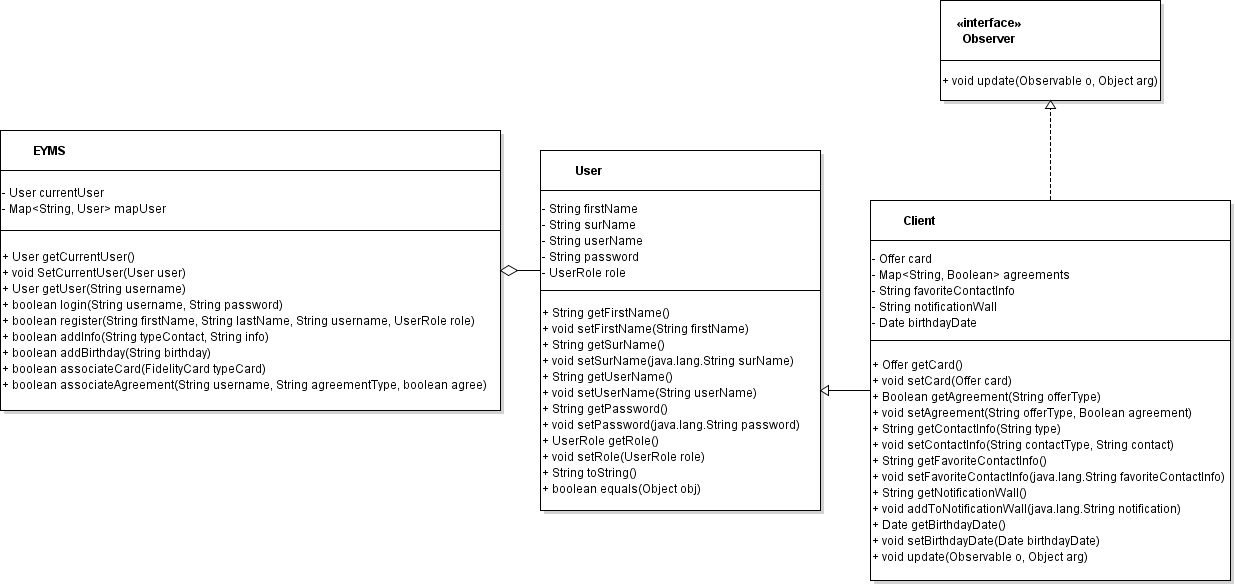 «interface»
Observer
+ void update(Observable o, Object arg)
EYMS
- User currentUser
- Map<String, User> mapUser
+ User getCurrentUser()
+ void SetCurrentUser(User user)
+ User getUser(String username)
+ boolean login(String username, String password)
+ boolean register(String firstName, String lastName, String username, UserRole role)
+ boolean addInfo(String typeContact, String info)
+ boolean addBirthday(String birthday)
+ boolean associateCard(FidelityCard typeCard)
+ boolean associateAgreement(String username, String agreementType, boolean agree)
User
- String firstName
- String surName
- String userName
- String password
- UserRole role
+ String getFirstName()
+ void setFirstName(String firstName)
+ String getSurName()
+ void setSurName(java.lang.String surName)
+ String getUserName()
+ void setUserName(String userName)
+ String getPassword()
+ void setPassword(java.lang.String password)
+ UserRole getRole()
+ void setRole(UserRole role)
+ String toString()
+ boolean equals(Object obj)
Client
- Offer card
- Map<String, Boolean> agreements
- String favoriteContactInfo
- String notificationWall
- Date birthdayDate
+ Offer getCard()
+ void setCard(Offer card)
+ Boolean getAgreement(String offerType)
+ void setAgreement(String offerType, Boolean agreement)
+ String getContactInfo(String type)
+ void setContactInfo(String contactType, String contact)
+ String getFavoriteContactInfo()
+ void setFavoriteContactInfo(java.lang.String favoriteContactInfo)
+ String getNotificationWall()
+ void addToNotificationWall(java.lang.String notification)
+ Date getBirthdayDate()
+ void setBirthdayDate(Date birthdayDate)
+ void update(Observable o, Object arg)